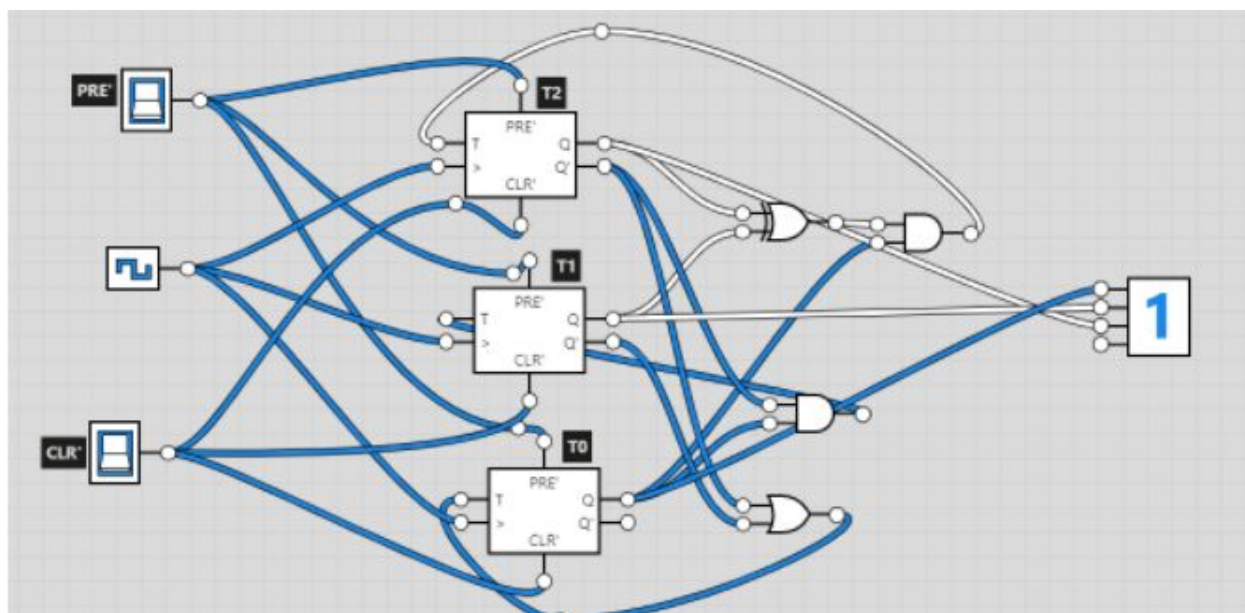 PRE'
T2
PRE'
T Q
> Q'
CLR'
T1
PRE'
T Q
> Q'
CLR'
1
CLR'
T0
PRE'
T Q
> Q'
CLR'